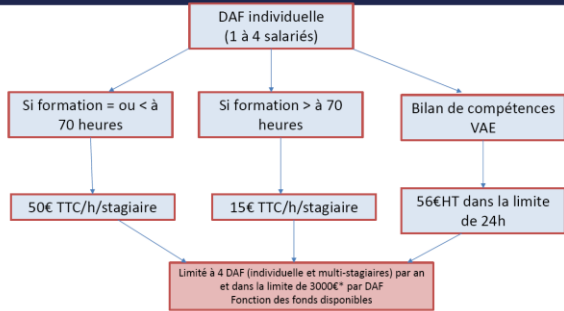 DAF individuelle
(1 à 4 salariés)
Si formation = ou < à
70 heures
Si formation > à 70
heures
Bilan de compétences
VAE
50€ TTC/h/stagiaire
15€ TTC/h/stagiaire
56€HT dans la limite
de 24h
Limité à 4 DAF (individuelle et multi-stagiaires) par an
et dans la limite de 3000€* par DAF
Fonction des fonds disponibles